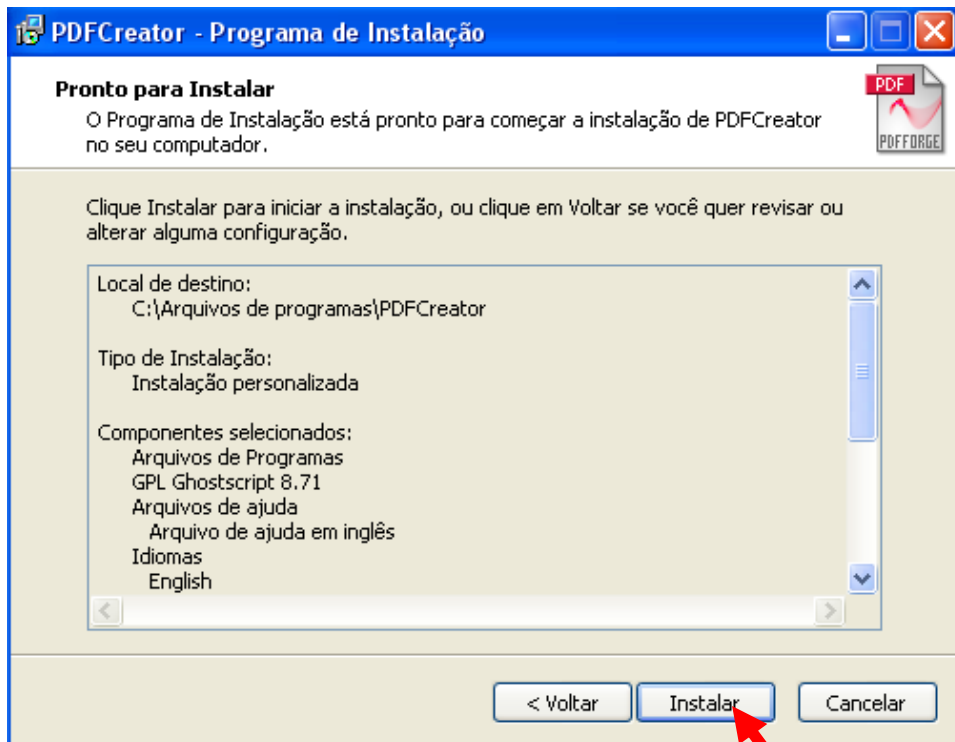 PDFCreator - Programa de Instalação
Pronto para Instalar
PDF
O Programa de Instalação está pronto para começar a instalação de PDFCreator
no seu computador.
PDFFORGE
Clique Instalar para iniciar a instalação, ou clique em Voltar se você quer revisar ou
alterar alguma configuração.
Local de destino:
C:\Arquivos de programas\PDFCreator
Tipo de Instalação:
Instalação personalizada
Componentes selecionados:
Arquivos de Programas
GPL Ghostscript 8.71
Arquivos de ajuda
Arquivo de ajuda em inglês
Idiomas
English
< Voltar
Instalar
Cancelar